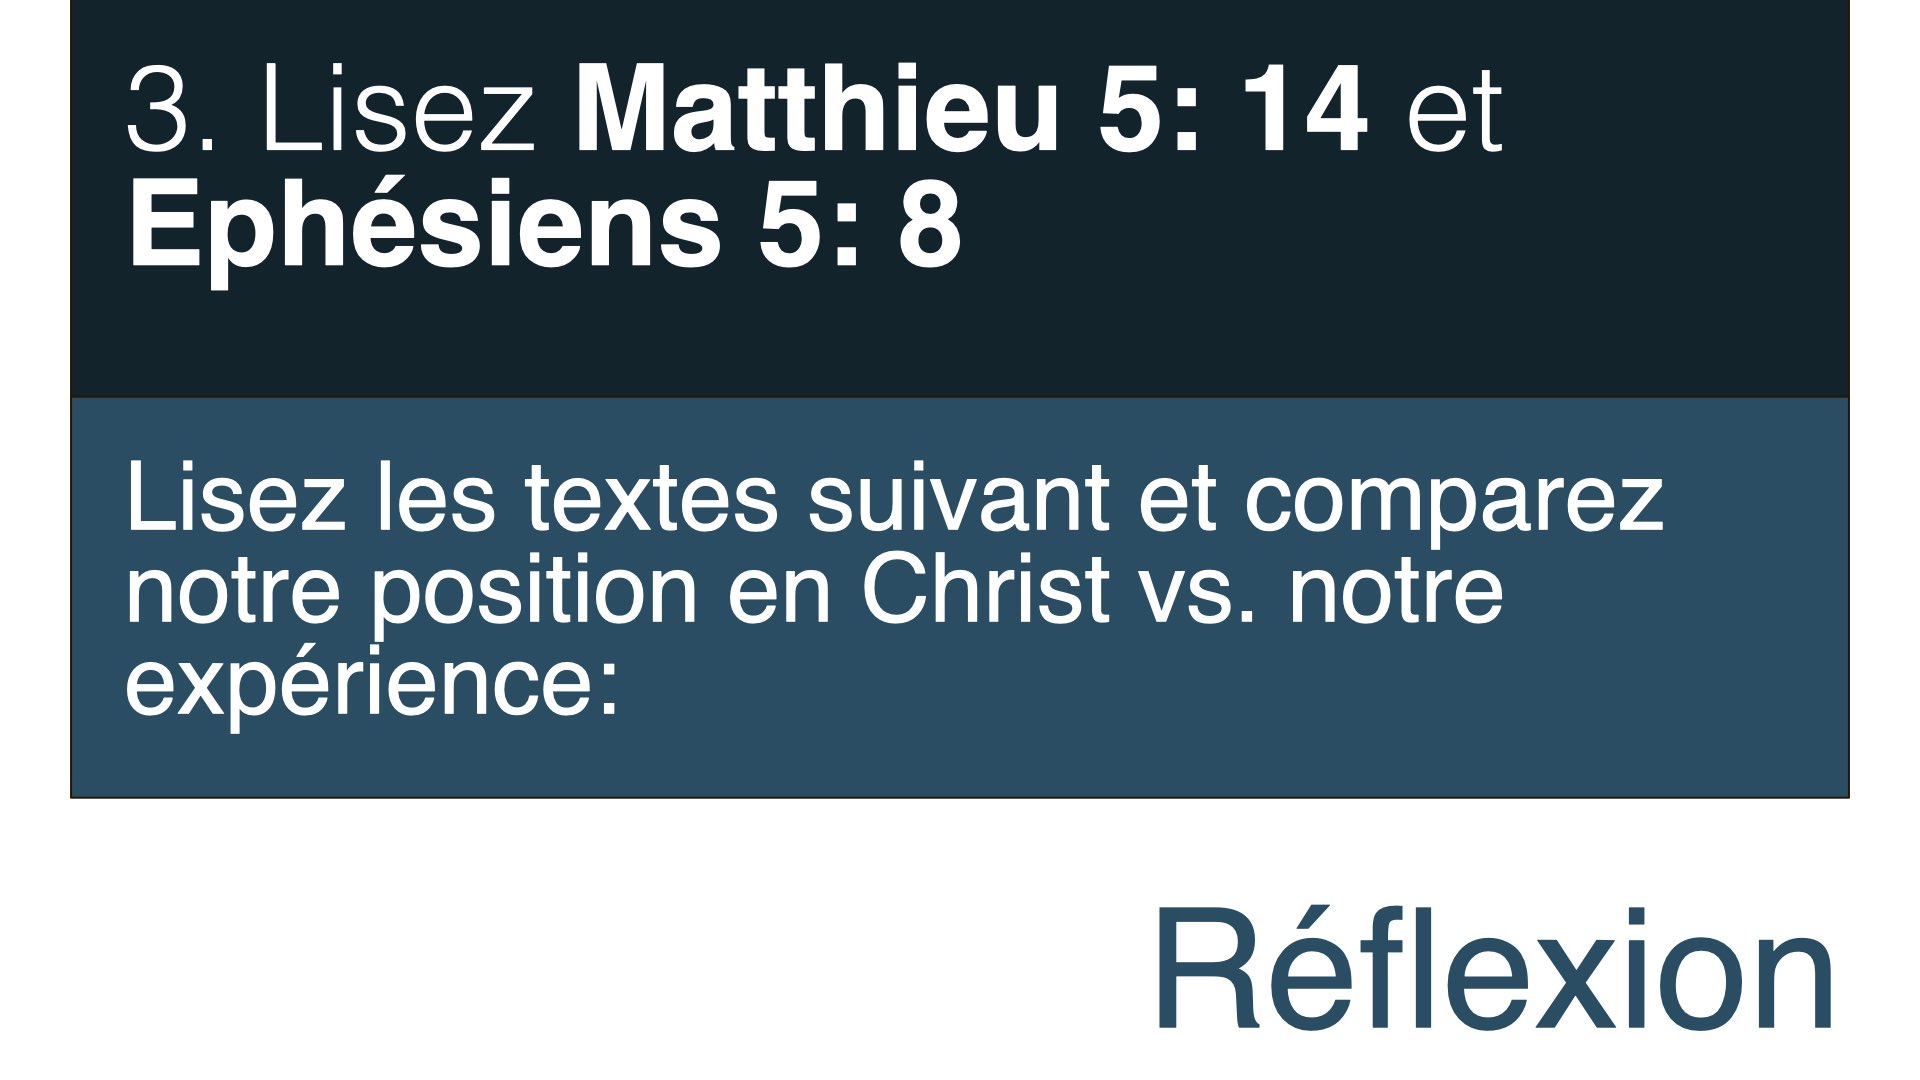 3. Lisez Matthieu 5: 14 et
Ephésiens 5: 8
Lisez les textes suivant et comparez
notre position en Christ vs. notre
expérience:
Réflexion